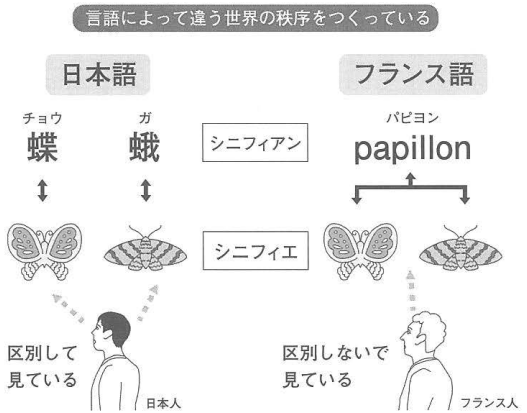 言語によって違う世界の秩序をつくっている
日本語
フランス語
チョウ
蝶
ガ
蛾
シニフィアン
パピヨン
papillon
シニフィエ
区別して
見ている
日本人
区別しないで
見ている
フランス人